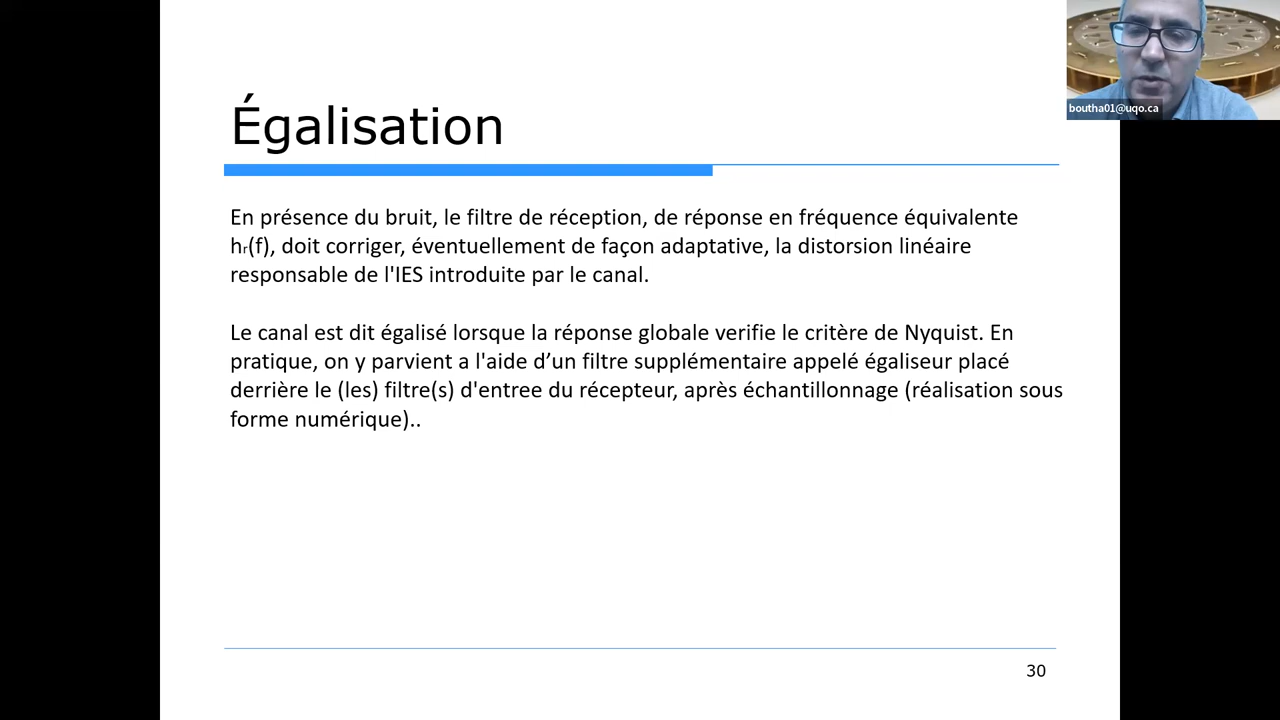 Égalisation
boutha01@uqo.ca
En présence du bruit, le filtre de réception, de réponse en fréquence équivalente
hᵣ(f), doit corriger, éventuellement de façon adaptative, la distorsion linéaire
responsable de l'IES introduite par le canal.
Le canal est dit égalisé lorsque la réponse globale verifie le critère de Nyquist. En
pratique, on y parvient a l'aide d’un filtre supplémentaire appelé égaliseur placé
derrière le (les) filtre(s) d'entree du récepteur, après échantillonnage (réalisation sous
forme numérique)..
30